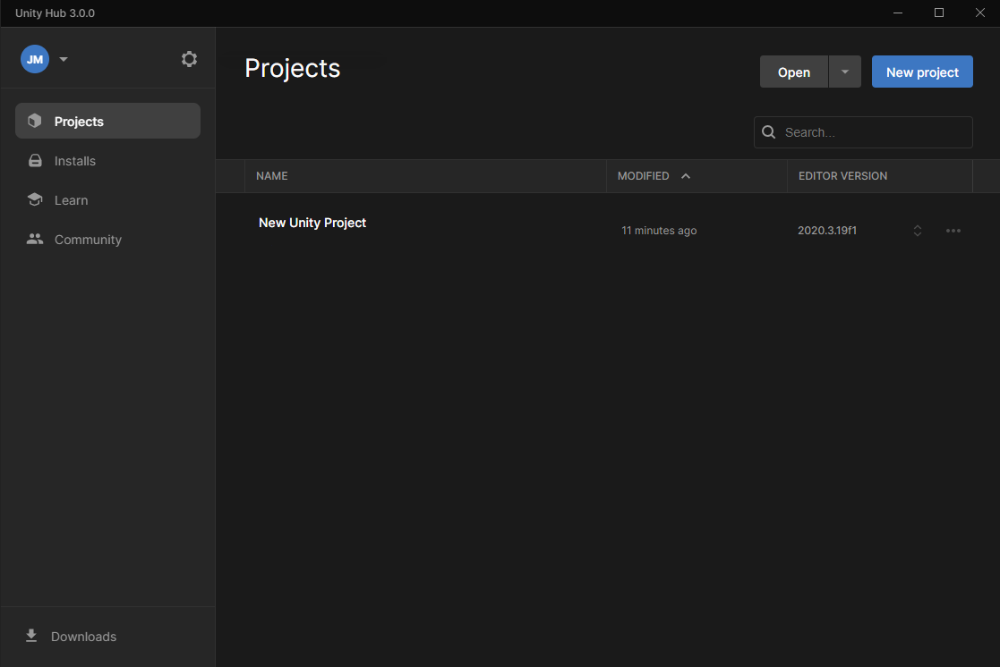 Unity Hub 3.0.0
JM
Projects
Installs
Learn
Community
Downloads
Projects
Open
New project
Search...
NAME MODIFIED EDITOR VERSION
New Unity Project 11 minutes ago 2020.3.19f1